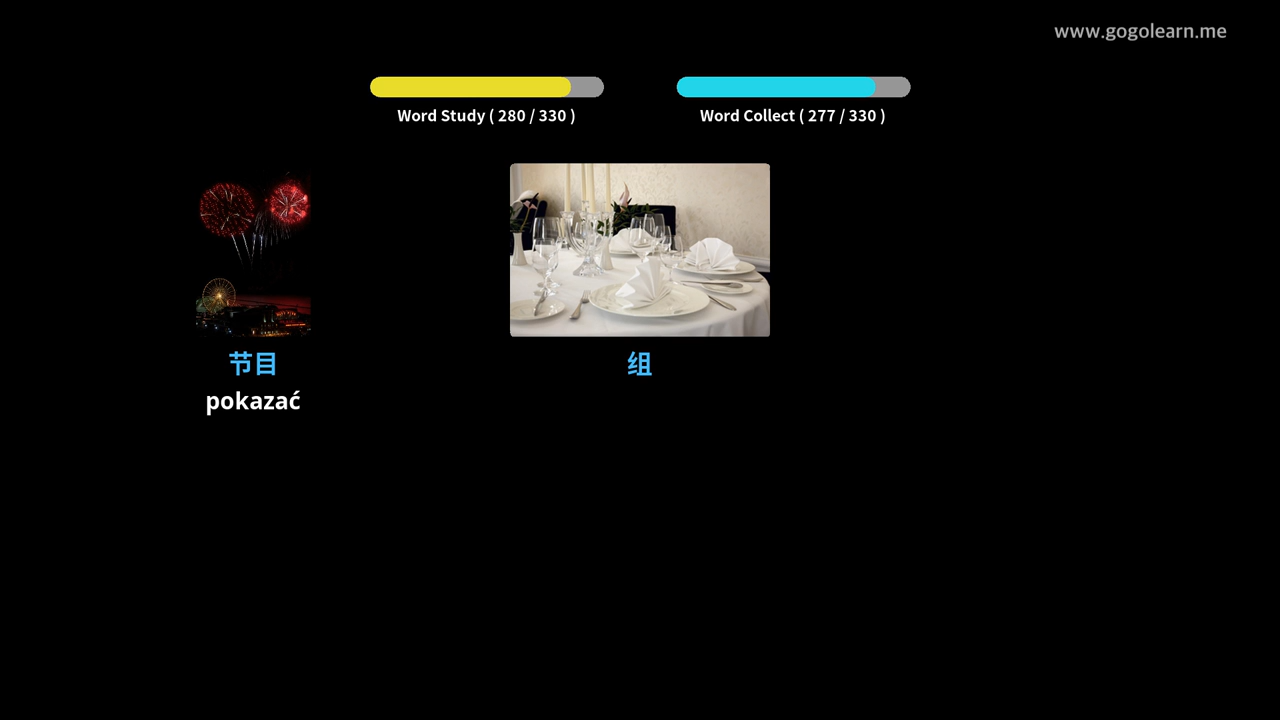 www.gogolearn.me
Word Study ( 280 / 330 )
Word Collect ( 277 / 330 )
节目
组
pokazać